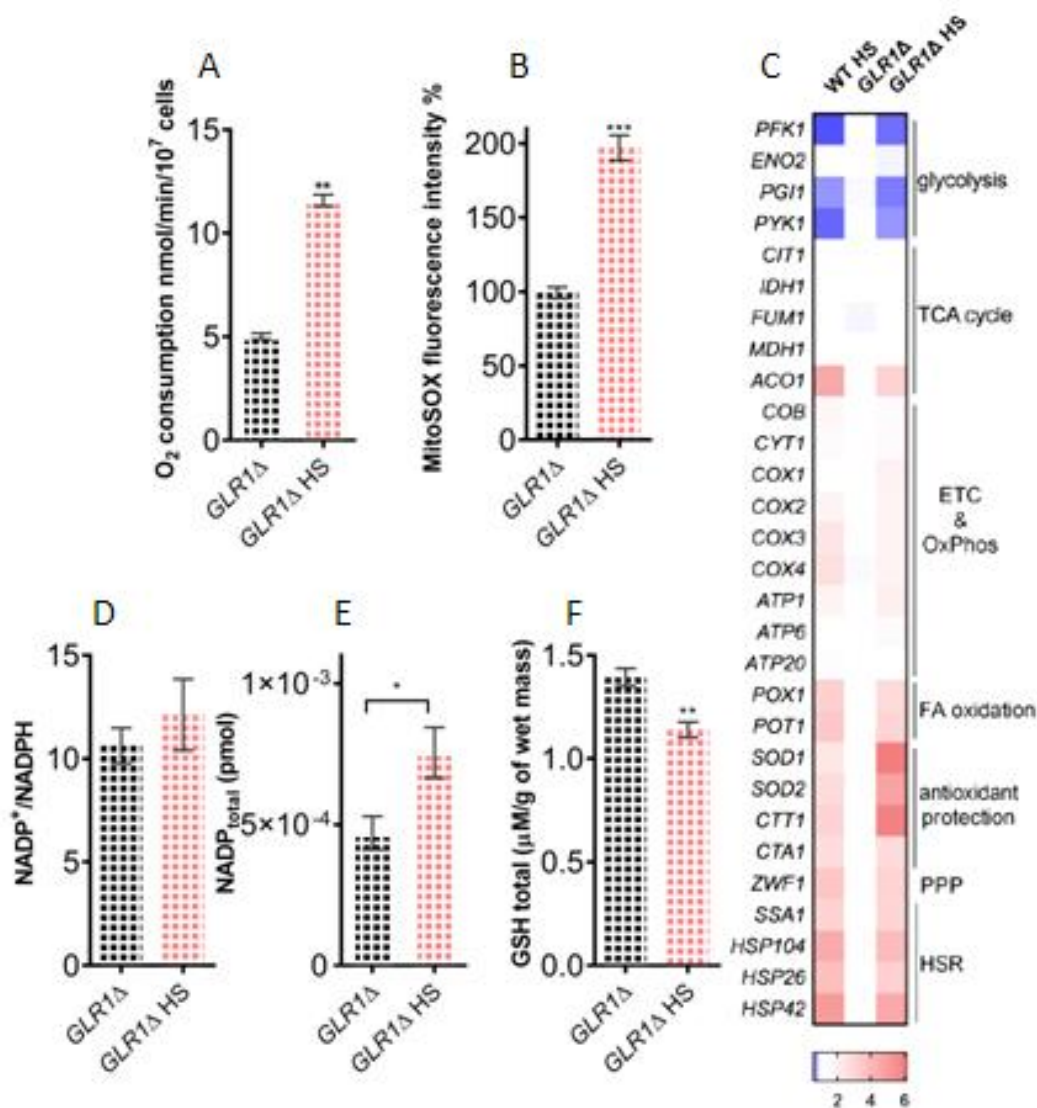 A
O₂ consumption nmol/min/10⁷ cells
15
10
5
0
**
GLR1Δ
GLR1Δ HS
B
MitoSOX fluorescence intensity %
200
150
100
50
0
***
GLR1Δ
GLR1Δ HS
C
WT HS
GLR1Δ
GLR1Δ HS
PFK1
ENO2
PGI1
PYK1
glycolysis
CIT1
IDH1
FUM1
MDH1
ACO1
TCA cycle
COB
CYT1
COX1
COX2
COX3
COX4
ATP1
ATP6
ATP20
ETC
&
OxPhos
POX1
POT1
FA oxidation
SOD1
SOD2
CTT1
CTA1
antioxidant
protection
ZWF1
PPP
SSA1
HSP104
HSP26
HSP42
HSR
2 4 6
D
NADP⁺/NADPH
15
10
5
0
GLR1Δ
GLR1Δ HS
E
NADPtotal (pmol)
1×10⁻³
5×10⁻⁴
0
*
GLR1Δ
GLR1Δ HS
F
GSH total (μM/g of wet mass)
1.5
1.0
0.5
0.0
**
GLR1Δ
GLR1Δ HS